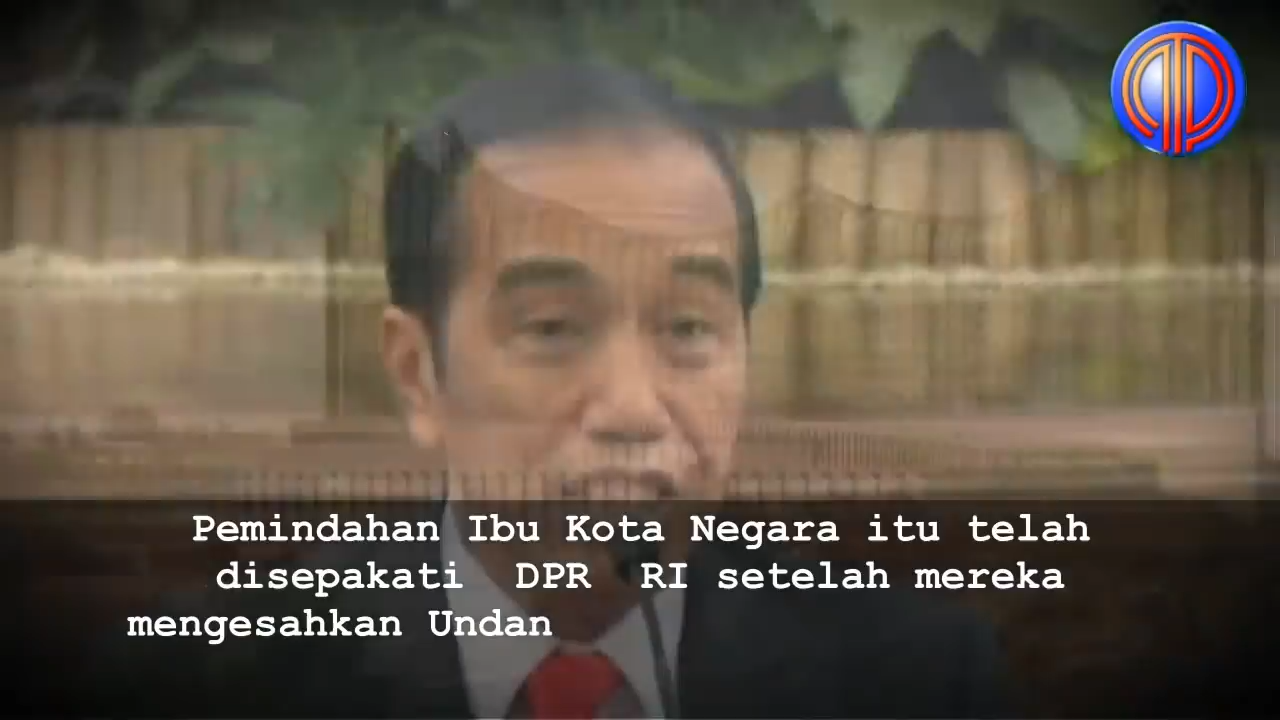 Pemindahan Ibu Kota Negara itu telah
disepakati DPR RI setelah mereka
mengesahkan Undan